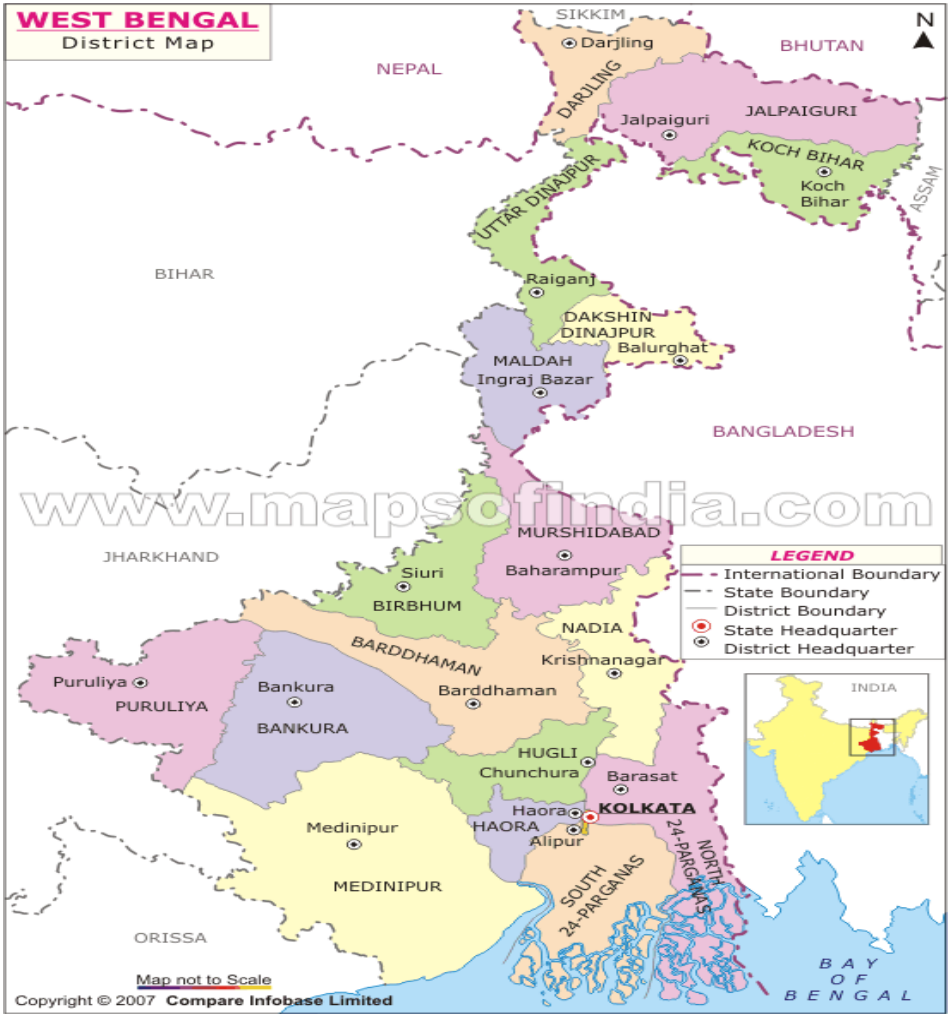 WEST BENGAL
District Map
SIKKIM
N
NEPAL
BHUTAN
Darjling
DARJLING
JALPAIGURI
Jalpaiguri
KOCH BIHAR
Koch
Bihar
ASSAM
UTTAR DINAJPUR
BIHAR
Raiganj
DAKSHIN
DINAJPUR
Balurghat
MALDAH
Ingraj Bazar
BANGLADESH
www.mapsofindia.com
MURSHIDABAD
Baharampur
JHARKHAND
Siuri
BIRBHUM
LEGEND
International Boundary
State Boundary
District Boundary
State Headquarter
District Headquarter
NADIA
Krishnanagar
BARDDHAMAN
Barddhaman
Puruliya
PURULIYA
Bankura
BANKURA
INDIA
HUGLI
Chunchura
Barasat
Haora
KOLKATA
HAORA
Alipur
Medinipur
MEDINIPUR
NORTH
24-PARGANAS
SOUTH
24-PARGANAS
ORISSA
BAY
OF
BENGAL
Map not to Scale
Copyright © 2007 Compare Infobase Limited